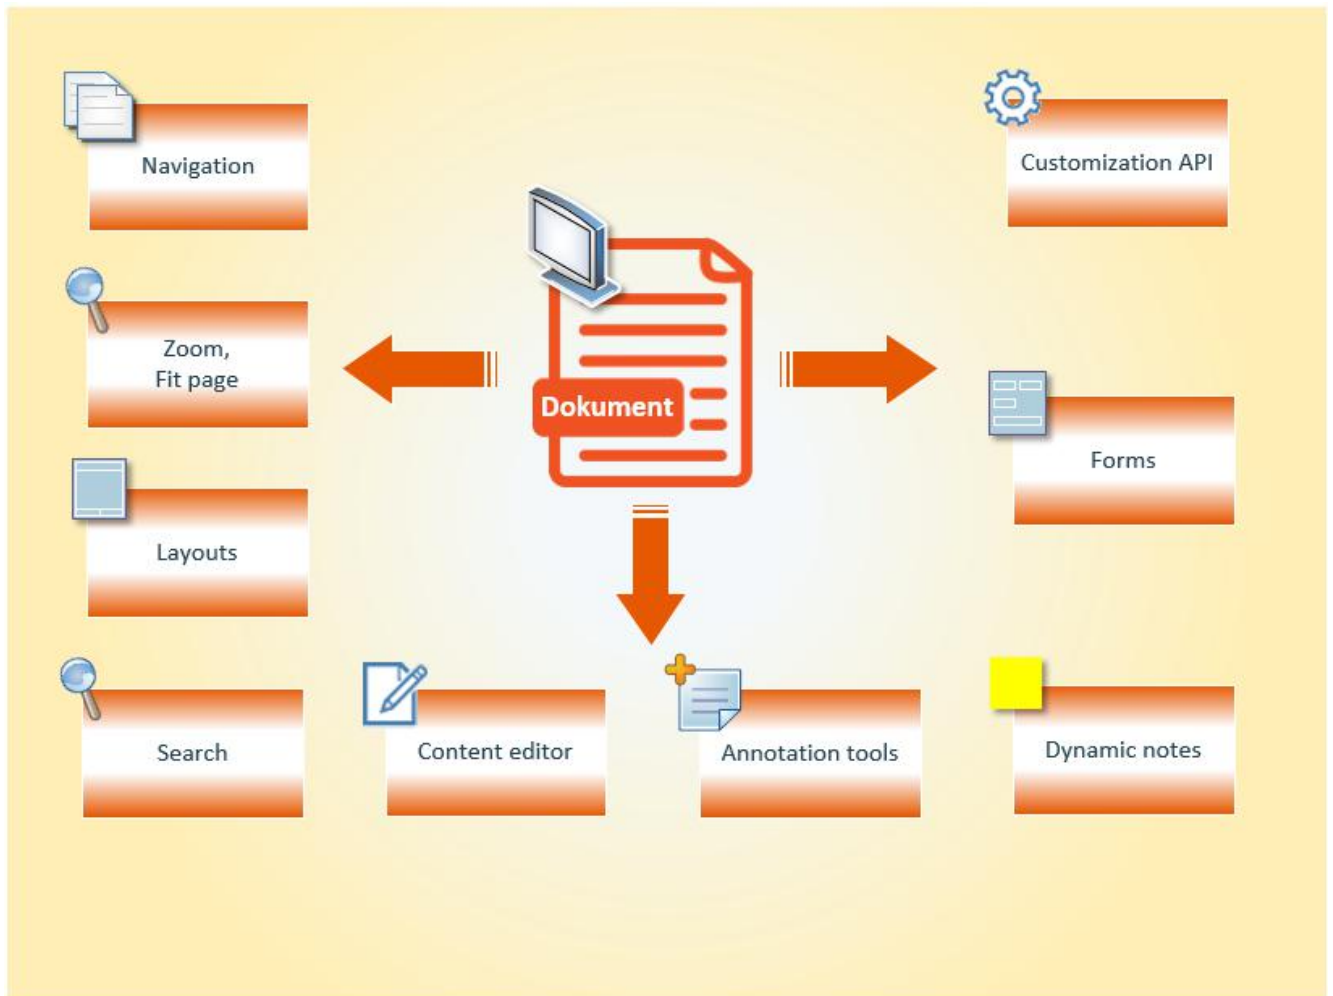 Navigation
Customization API
Zoom,
Fit page
Dokument
Forms
Layouts
Search
Content editor
Annotation tools
Dynamic notes